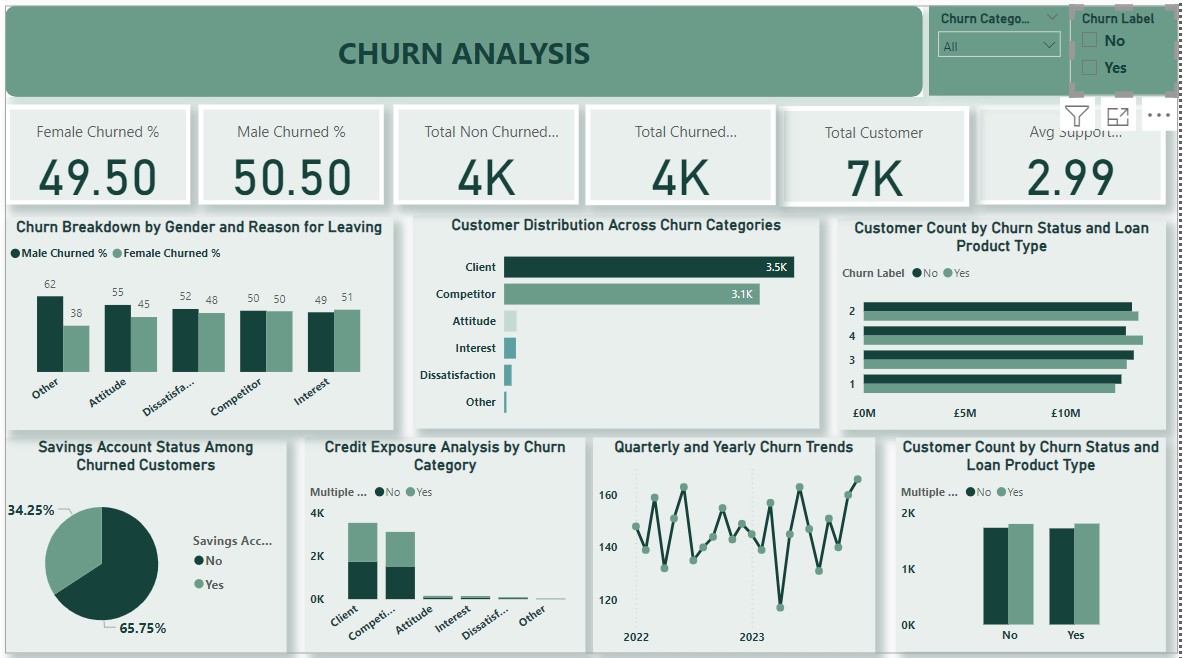 CHURN ANALYSIS
Churn Catego...
All
Churn Label
No
Yes
Female Churned %
49.50
Male Churned %
50.50
Total Non Churned...
4K
Total Churned...
4K
Total Customer
7K
Avg Support...
2.99
Churn Breakdown by Gender and Reason for Leaving
Male Churned % Female Churned %
62 38 55 45 52 48 50 50 49 51
Other Attitude Dissatisfa... Competitor Interest
Customer Distribution Across Churn Categories
Client 3.5K
Competitor 3.1K
Attitude
Interest
Dissatisfaction
Other
Customer Count by Churn Status and Loan
Product Type
Churn Label No Yes
2
4
3
1
£0M £5M £10M
Savings Account Status Among
Churned Customers
34.25%
65.75%
Savings Acc...
No
Yes
Credit Exposure Analysis by Churn
Category
Multiple ... No Yes
4K
2K
0K
Client Competi... Attitude Interest Dissatisf... Other
Quarterly and Yearly Churn Trends
160
140
120
2022 2023
Customer Count by Churn Status and
Loan Product Type
Multiple ... No Yes
2K
1K
0K
No Yes